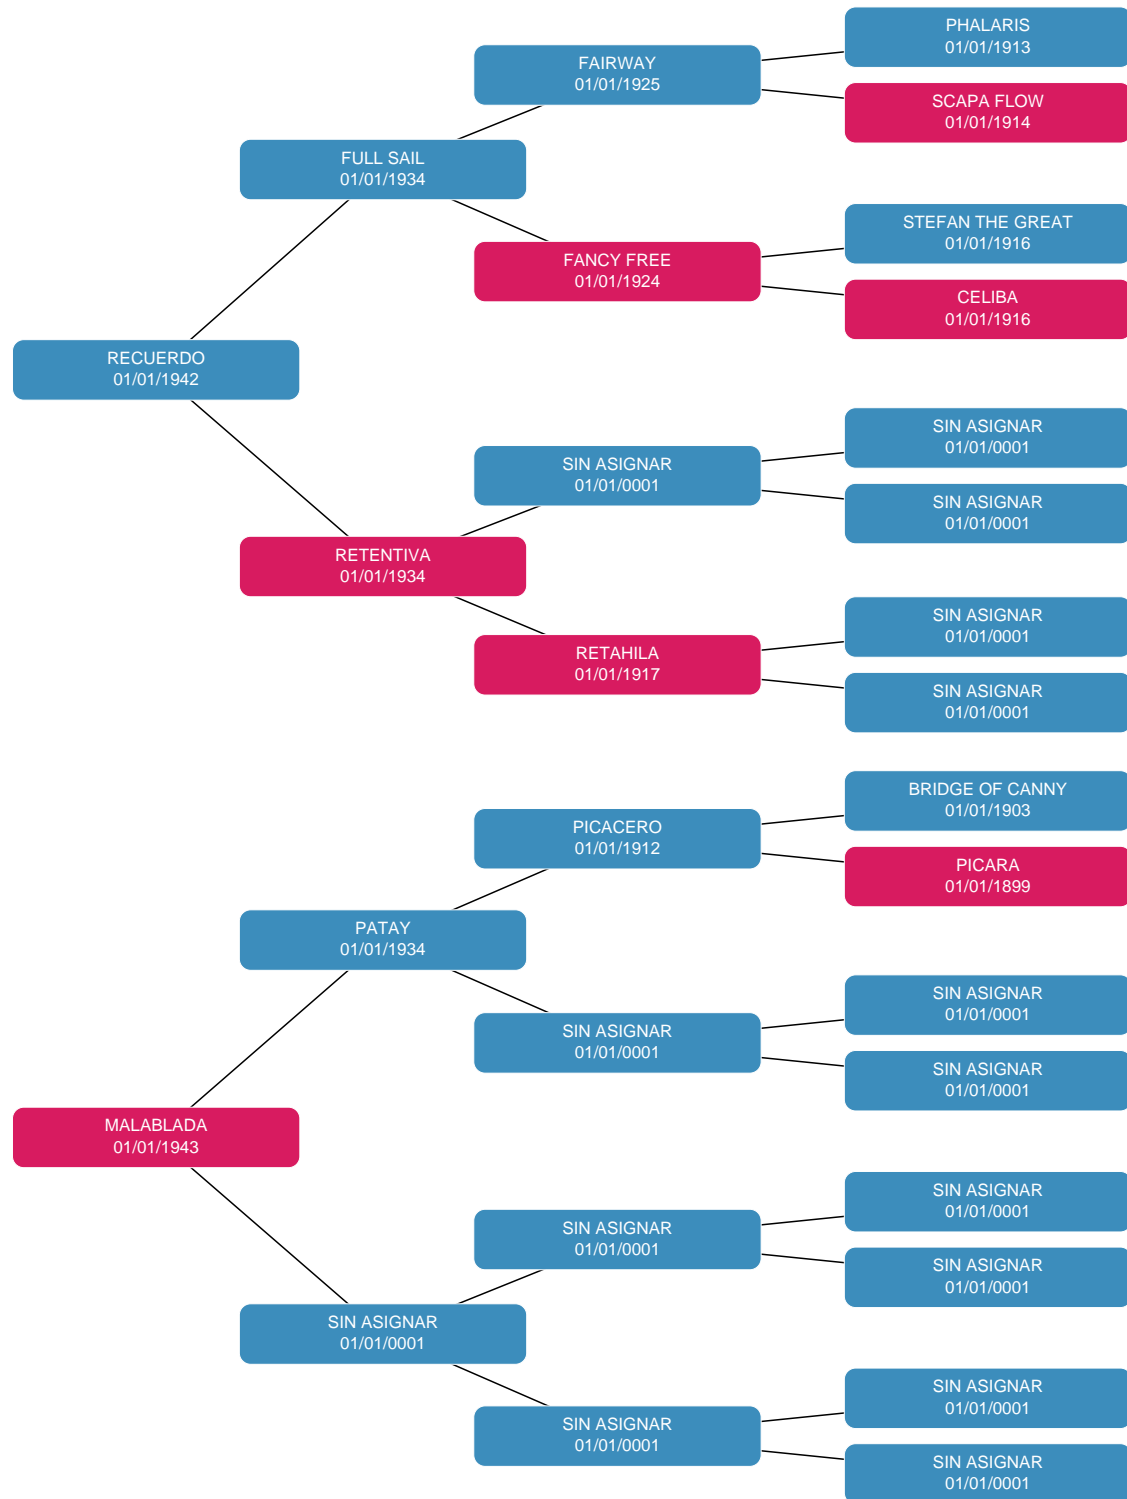 PHALARIS
01/01/1913
FAIRWAY
01/01/1925
SCAPA FLOW
01/01/1914
FULL SAIL
01/01/1934
STEFAN THE GREAT
01/01/1916
FANCY FREE
01/01/1924
CELIBA
01/01/1916
RECUERDO
01/01/1942
SIN ASIGNAR
01/01/0001
SIN ASIGNAR
01/01/0001
SIN ASIGNAR
01/01/0001
RETENTIVA
01/01/1934
SIN ASIGNAR
01/01/0001
RETAHILA
01/01/1917
SIN ASIGNAR
01/01/0001
BRIDGE OF CANNY
01/01/1903
PICACERO
01/01/1912
PICARA
01/01/1899
PATAY
01/01/1934
SIN ASIGNAR
01/01/0001
SIN ASIGNAR
01/01/0001
SIN ASIGNAR
01/01/0001
MALABLADA
01/01/1943
SIN ASIGNAR
01/01/0001
SIN ASIGNAR
01/01/0001
SIN ASIGNAR
01/01/0001
SIN ASIGNAR
01/01/0001
SIN ASIGNAR
01/01/0001
SIN ASIGNAR
01/01/0001
SIN ASIGNAR
01/01/0001